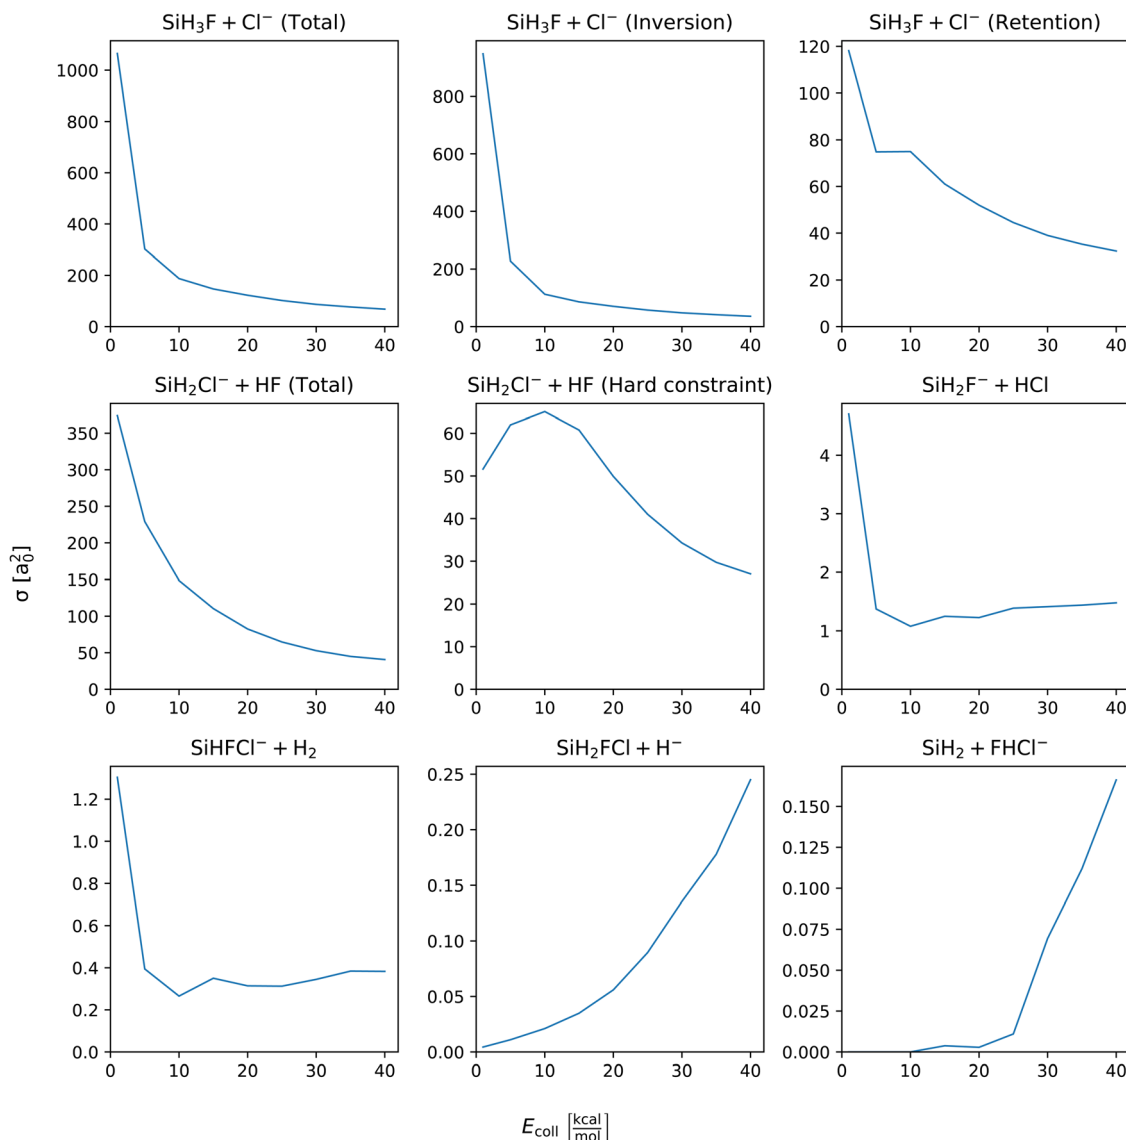 SiH₃F + Cl⁻ (Total)
1000
800
600
400
200
0
0 10 20 30 40
SiH₃F + Cl⁻ (Inversion)
800
600
400
200
0
0 10 20 30 40
SiH₃F + Cl⁻ (Retention)
120
100
80
60
40
20
0
0 10 20 30 40
SiH₂Cl⁻ + HF (Total)
350
300
250
200
150
100
50
0
0 10 20 30 40
SiH₂Cl⁻ + HF (Hard constraint)
60
50
40
30
20
10
0
0 10 20 30 40
SiH₂F⁻ + HCl
4
3
2
1
0
0 10 20 30 40
σ [a₀²]
SiHFCl⁻ + H₂
1.2
1.0
0.8
0.6
0.4
0.2
0.0
0 10 20 30 40
SiH₂FCl + H⁻
0.25
0.20
0.15
0.10
0.05
0.00
0 10 20 30 40
SiH₂ + FHCl⁻
0.150
0.125
0.100
0.075
0.050
0.025
0.000
0 10 20 30 40
E_coll [kcal/mol]